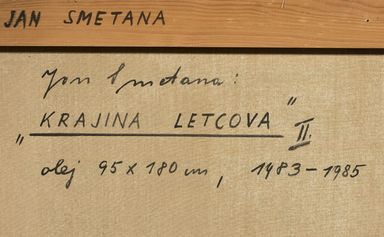 JAN SMETANA
Jan Smetana:
„KRAJINA LETCOVA" II.
olej 95 x 180 cm, 1983-1985